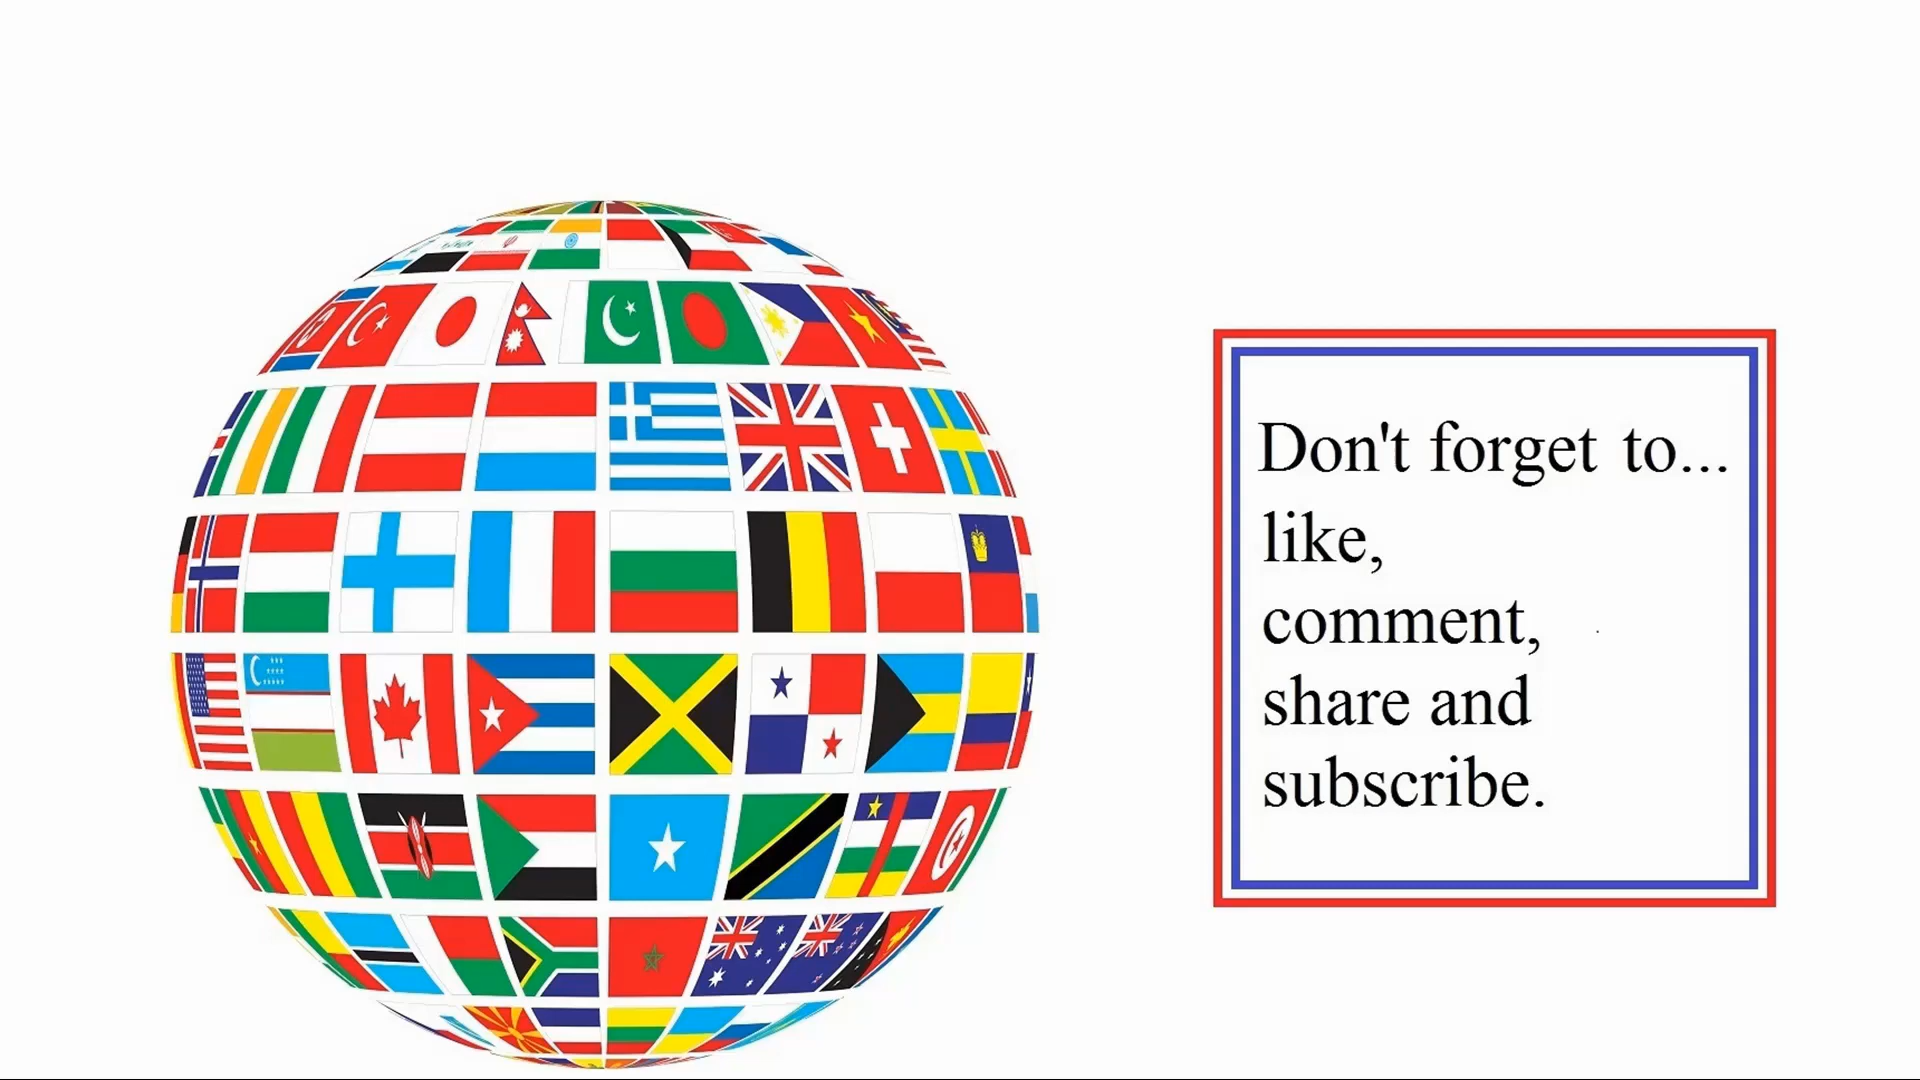 Don't forget to...
like,
comment,
share and
subscribe.